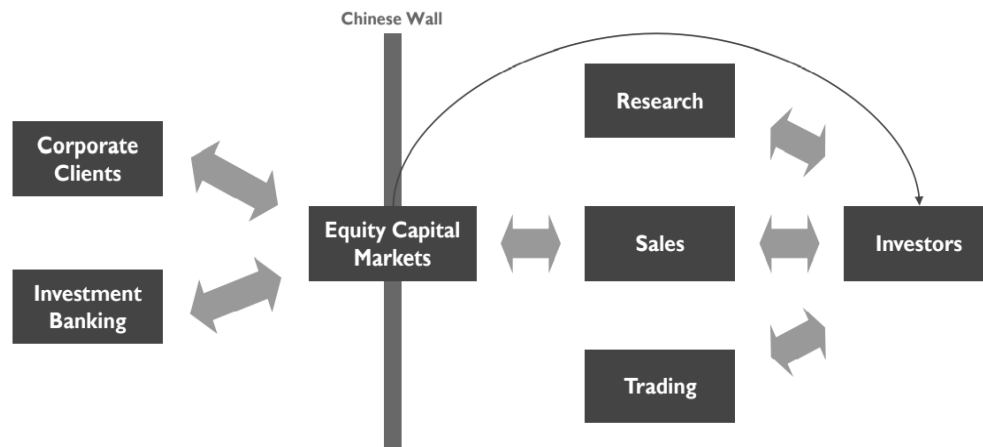 Chinese Wall
Research
Corporate
Clients
Equity Capital
Markets
Sales
Investors
Investment
Banking
Trading